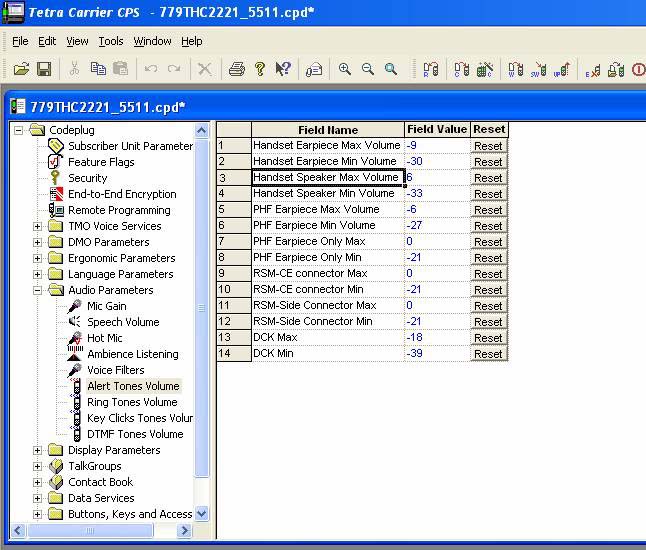 Tetra Carrier CPS - 779THC2221_5511.cpd*
File Edit View Tools Window Help
779THC2221_5511.cpd*
Codeplug
Subscriber Unit Parameter
Feature Flags
Security
End-to-End Encryption
Remote Programming
TMO Voice Services
DMO Parameters
Ergonomic Parameters
Language Parameters
Audio Parameters
Mic Gain
Speech Volume
Hot Mic
Ambience Listening
Voice Filters
Alert Tones Volume
Ring Tones Volume
Key Clicks Tones Volur
DTMF Tones Volume
Display Parameters
TalkGroups
Contact Book
Data Services
Buttons, Keys and Access
Field Name Field Value Reset
1 Handset Earpiece Max Volume -9 Reset
2 Handset Earpiece Min Volume -30 Reset
3 Handset Speaker Max Volume 6 Reset
4 Handset Speaker Min Volume -33 Reset
5 PHF Earpiece Max Volume -6 Reset
6 PHF Earpiece Min Volume -27 Reset
7 PHF Earpiece Only Max 0 Reset
8 PHF Earpiece Only Min -21 Reset
9 RSM-CE connector Max 0 Reset
10 RSM-CE connector Min -21 Reset
11 RSM-Side Connector Max 0 Reset
12 RSM-Side Connector Min -21 Reset
13 DCK Max -18 Reset
14 DCK Min -39 Reset